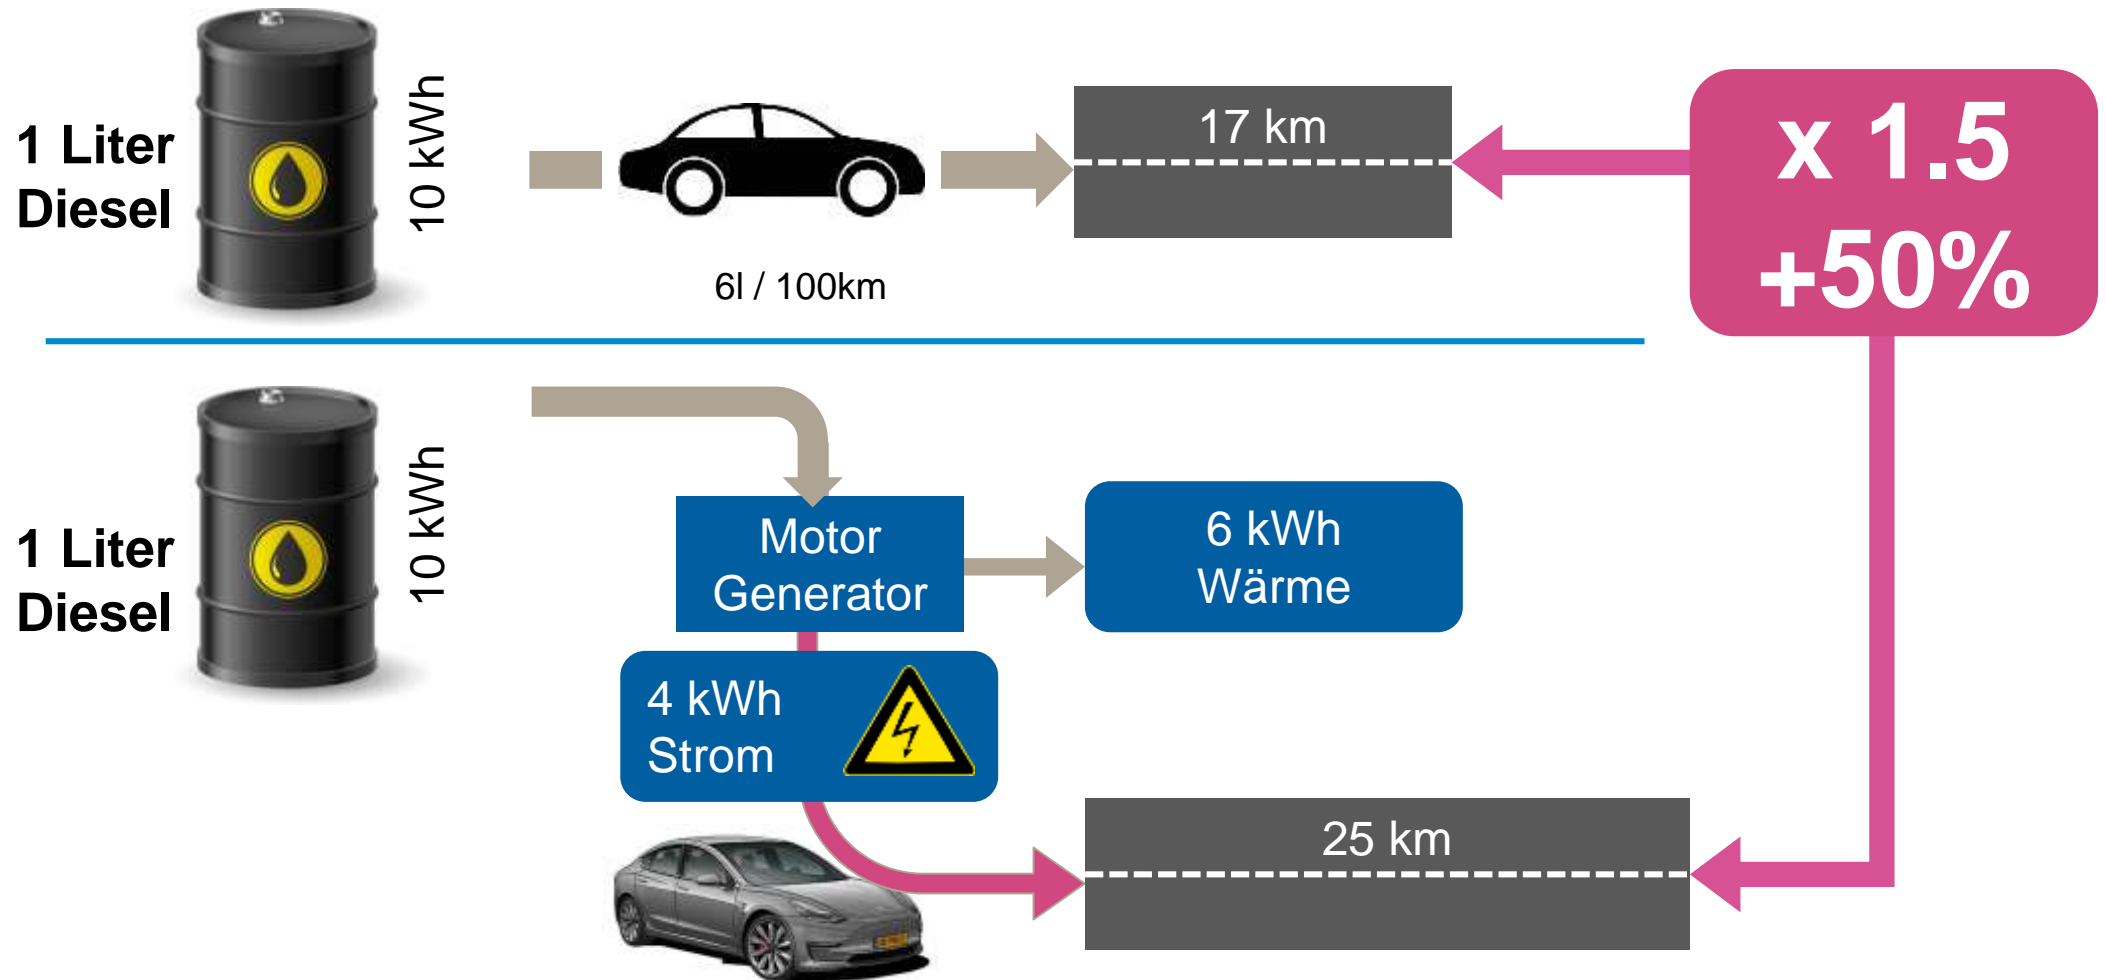 1 Liter
Diesel
10 kWh
6l / 100km
17 km
x 1.5
+50%
1 Liter
Diesel
10 kWh
Motor
Generator
6 kWh
Wärme
4 kWh
Strom
25 km